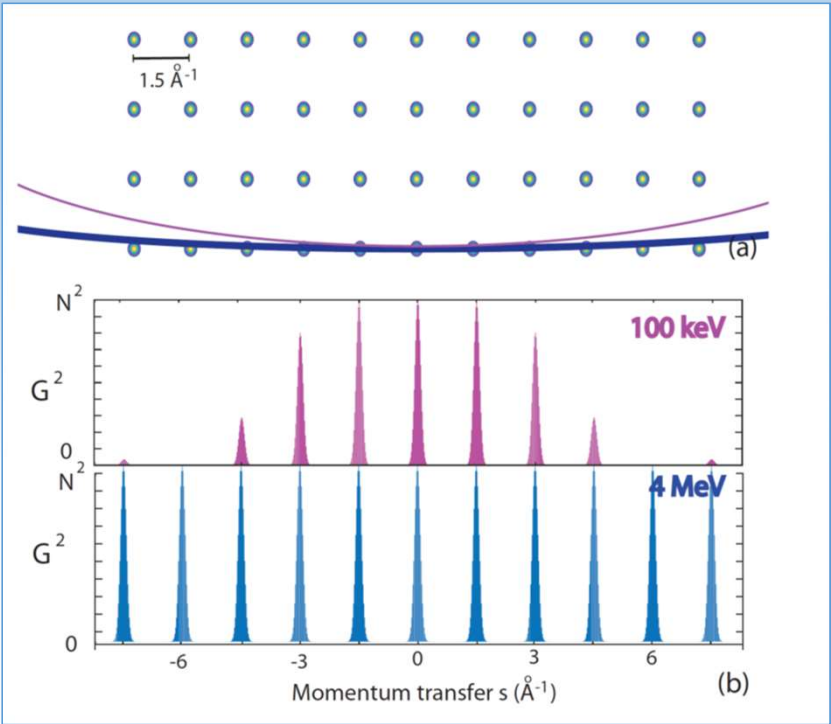 1.5 Å⁻¹
(a)
N²
100 keV
G²
0
N²
4 MeV
G²
0
-6 -3 0 3 6
Momentum transfer s (Å⁻¹)
(b)